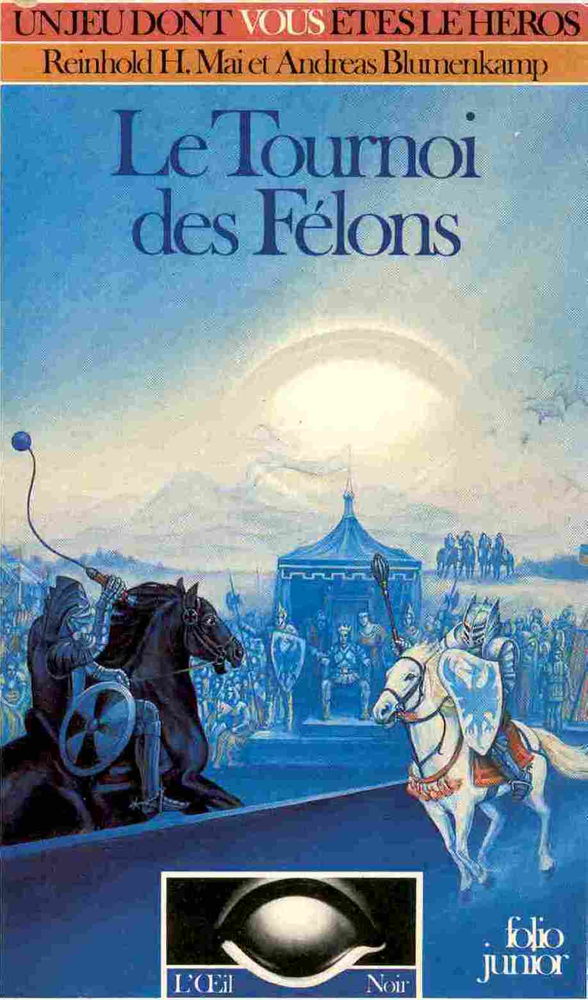 UN JEU DONT VOUS ÊTES LE HÉROS
Reinhold H. Mai et Andreas Blumenkamp
Le Tournoi
des Félons
L'Œil Noir
folio
junior